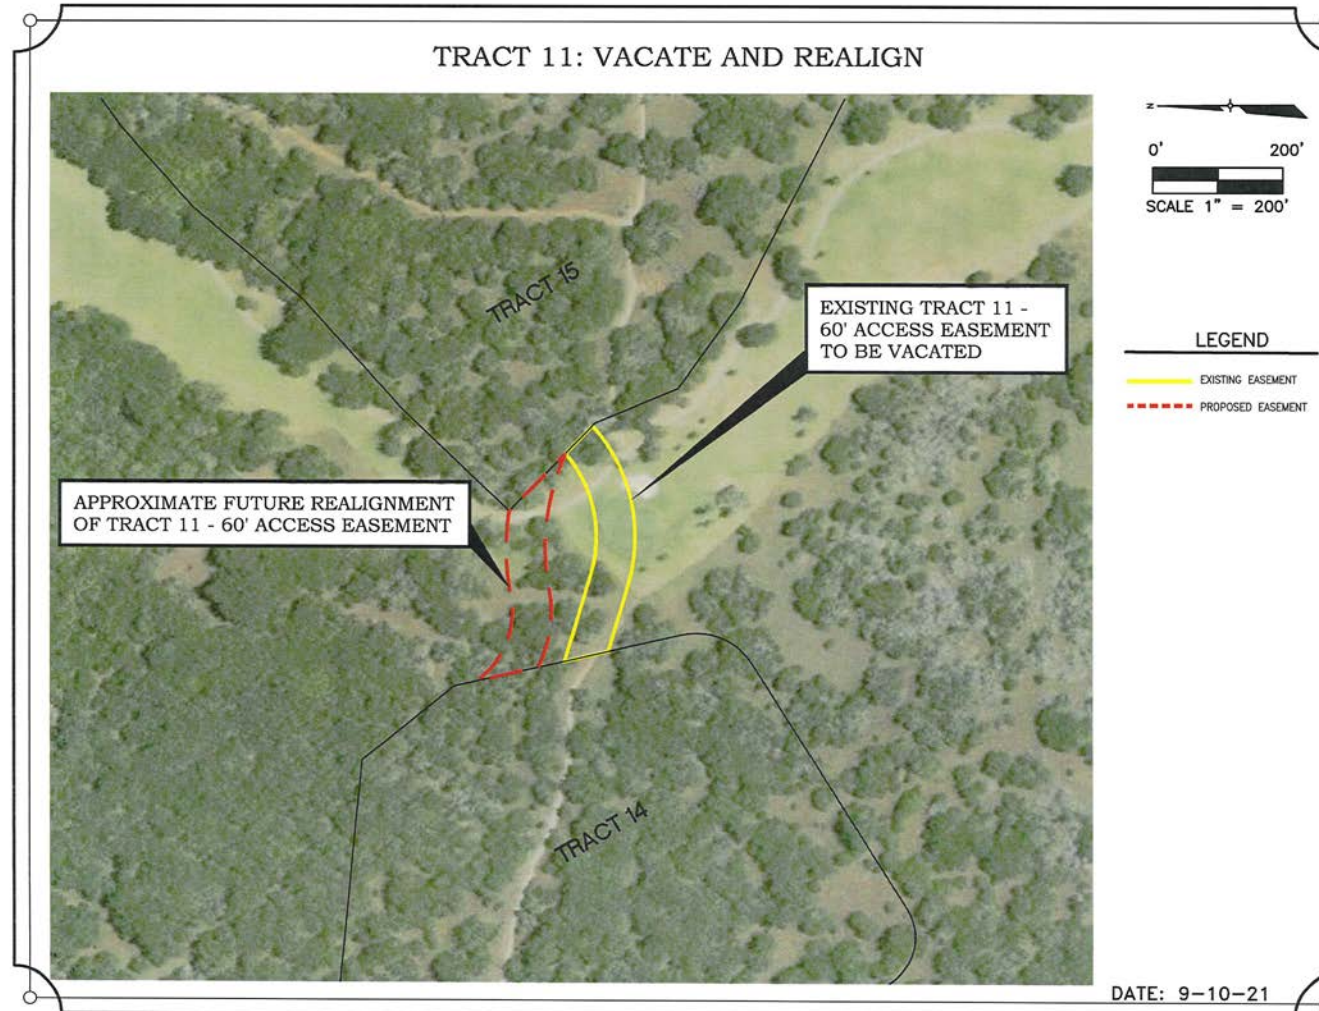 TRACT 11: VACATE AND REALIGN
Z
0' 200'
SCALE 1" = 200'
TRACT 15
EXISTING TRACT 11 -
60' ACCESS EASEMENT
TO BE VACATED
LEGEND
EXISTING EASEMENT
PROPOSED EASEMENT
APPROXIMATE FUTURE REALIGNMENT
OF TRACT 11 - 60' ACCESS EASEMENT
TRACT 14
DATE: 9-10-21